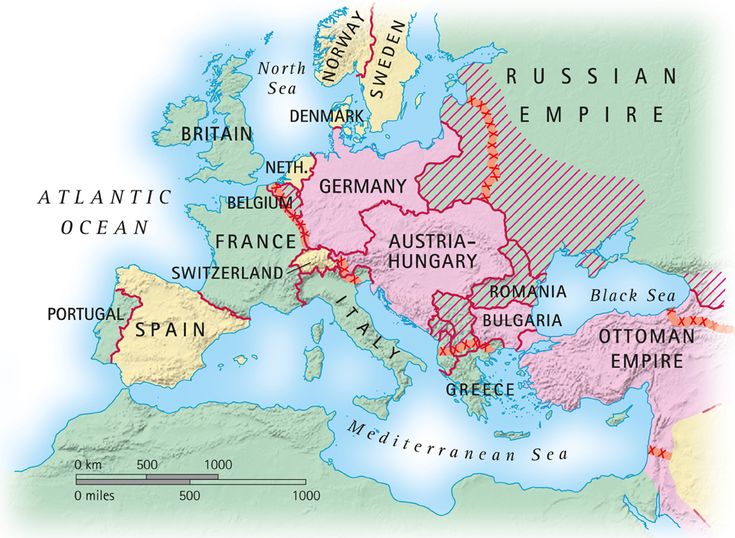 NORWAY
SWEDEN
North
Sea
RUSSIAN
EMPIRE
DENMARK
BRITAIN
NETH.
GERMANY
ATLANTIC
OCEAN
BELGIUM
FRANCE
AUSTRIA–
HUNGARY
SWITZERLAND
ROMANIA
Black Sea
PORTUGAL
SPAIN
ITALY
BULGARIA
OTTOMAN
EMPIRE
GREECE
Mediterranean Sea
0 km 500 1000
0 miles 500 1000